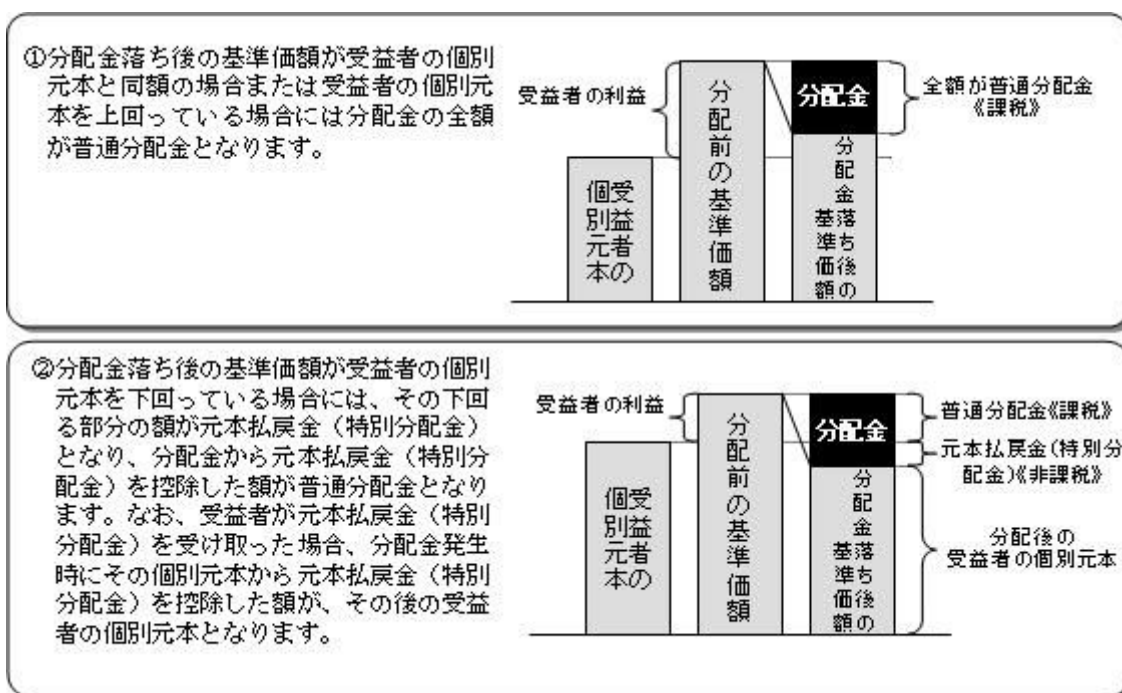 ①分配金落ち後の基準価額が受益者の個別
元本と同額の場合または受益者の個別元
本を上回っている場合には分配金の全額
が普通分配金となります。
受益者の利益
個別元本
受益者の
分配前の基準価額
分配金
分配金落ち後の
基準価額
全額が普通分配金
《課税》
②分配金落ち後の基準価額が受益者の個別
元本を下回っている場合には、その下回
る部分の額が元本払戻金（特別分配金）
となり、分配金から元本払戻金（特別分
配金）を控除した額が普通分配金となり
ます。なお、受益者が元本払戻金（特別
分配金）を受け取った場合、分配金発生
時にその個別元本から元本払戻金（特別
分配金）を控除した額が、その後の受益
者の個別元本となります。
受益者の利益
受益者の
個別元本
分配前の基準価額
分配金
分配金落ち後の
基準価額
普通分配金《課税》
元本払戻金(特別分
配金)《非課税》
分配後の
受益者の個別元本